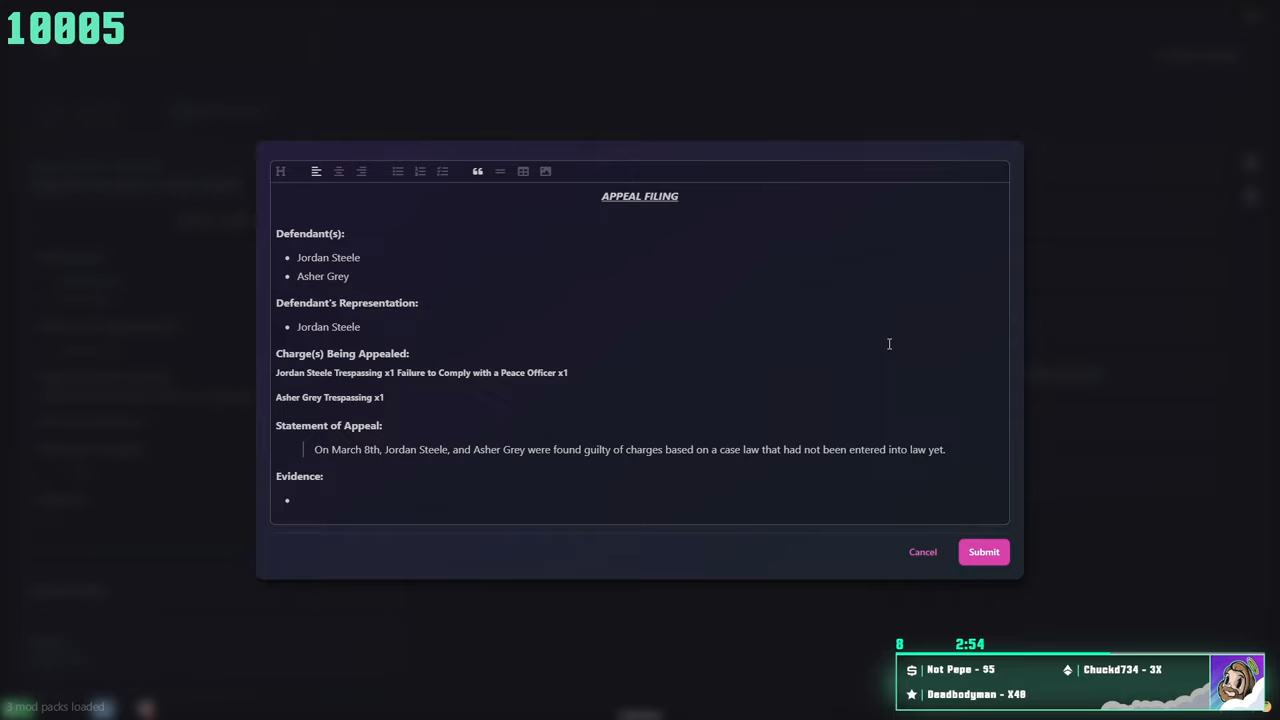 10005
H
APPEAL FILING
Defendant(s):
Jordan Steele
Asher Grey
Defendant's Representation:
Jordan Steele
Charge(s) Being Appealed:
Jordan Steele Trespassing x1 Failure to Comply with a Peace Officer x1
Asher Grey Trespassing x1
Statement of Appeal:
On March 8th, Jordan Steele, and Asher Grey were found guilty of charges based on a case law that had not been entered into law yet.
Evidence:
Cancel
Submit
8 2:54
Not Pepe - 95
Chuckd734 - 3X
Deadbodyman - X48
3 mod packs loaded